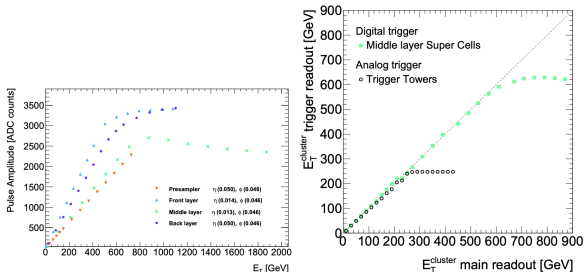 Pulse Amplitude [ADC counts]
3500
3000
2500
2000
1500
1000
500
Presampler η (0.050), ϕ (0.046)
Front layer η (0.014), ϕ (0.046)
Middle layer η (0.013), ϕ (0.046)
Back layer η (0.050), ϕ (0.046)
0 200 400 600 800 1000 1200 1400 1600 1800 2000
E_T [GeV]
E_T^cluster trigger readout [GeV]
900
800
700
600
500
400
300
200
100
0
Digital trigger
Middle layer Super Cells
Analog trigger
Trigger Towers
0 100 200 300 400 500 600 700 800 900
E_T^cluster main readout [GeV]